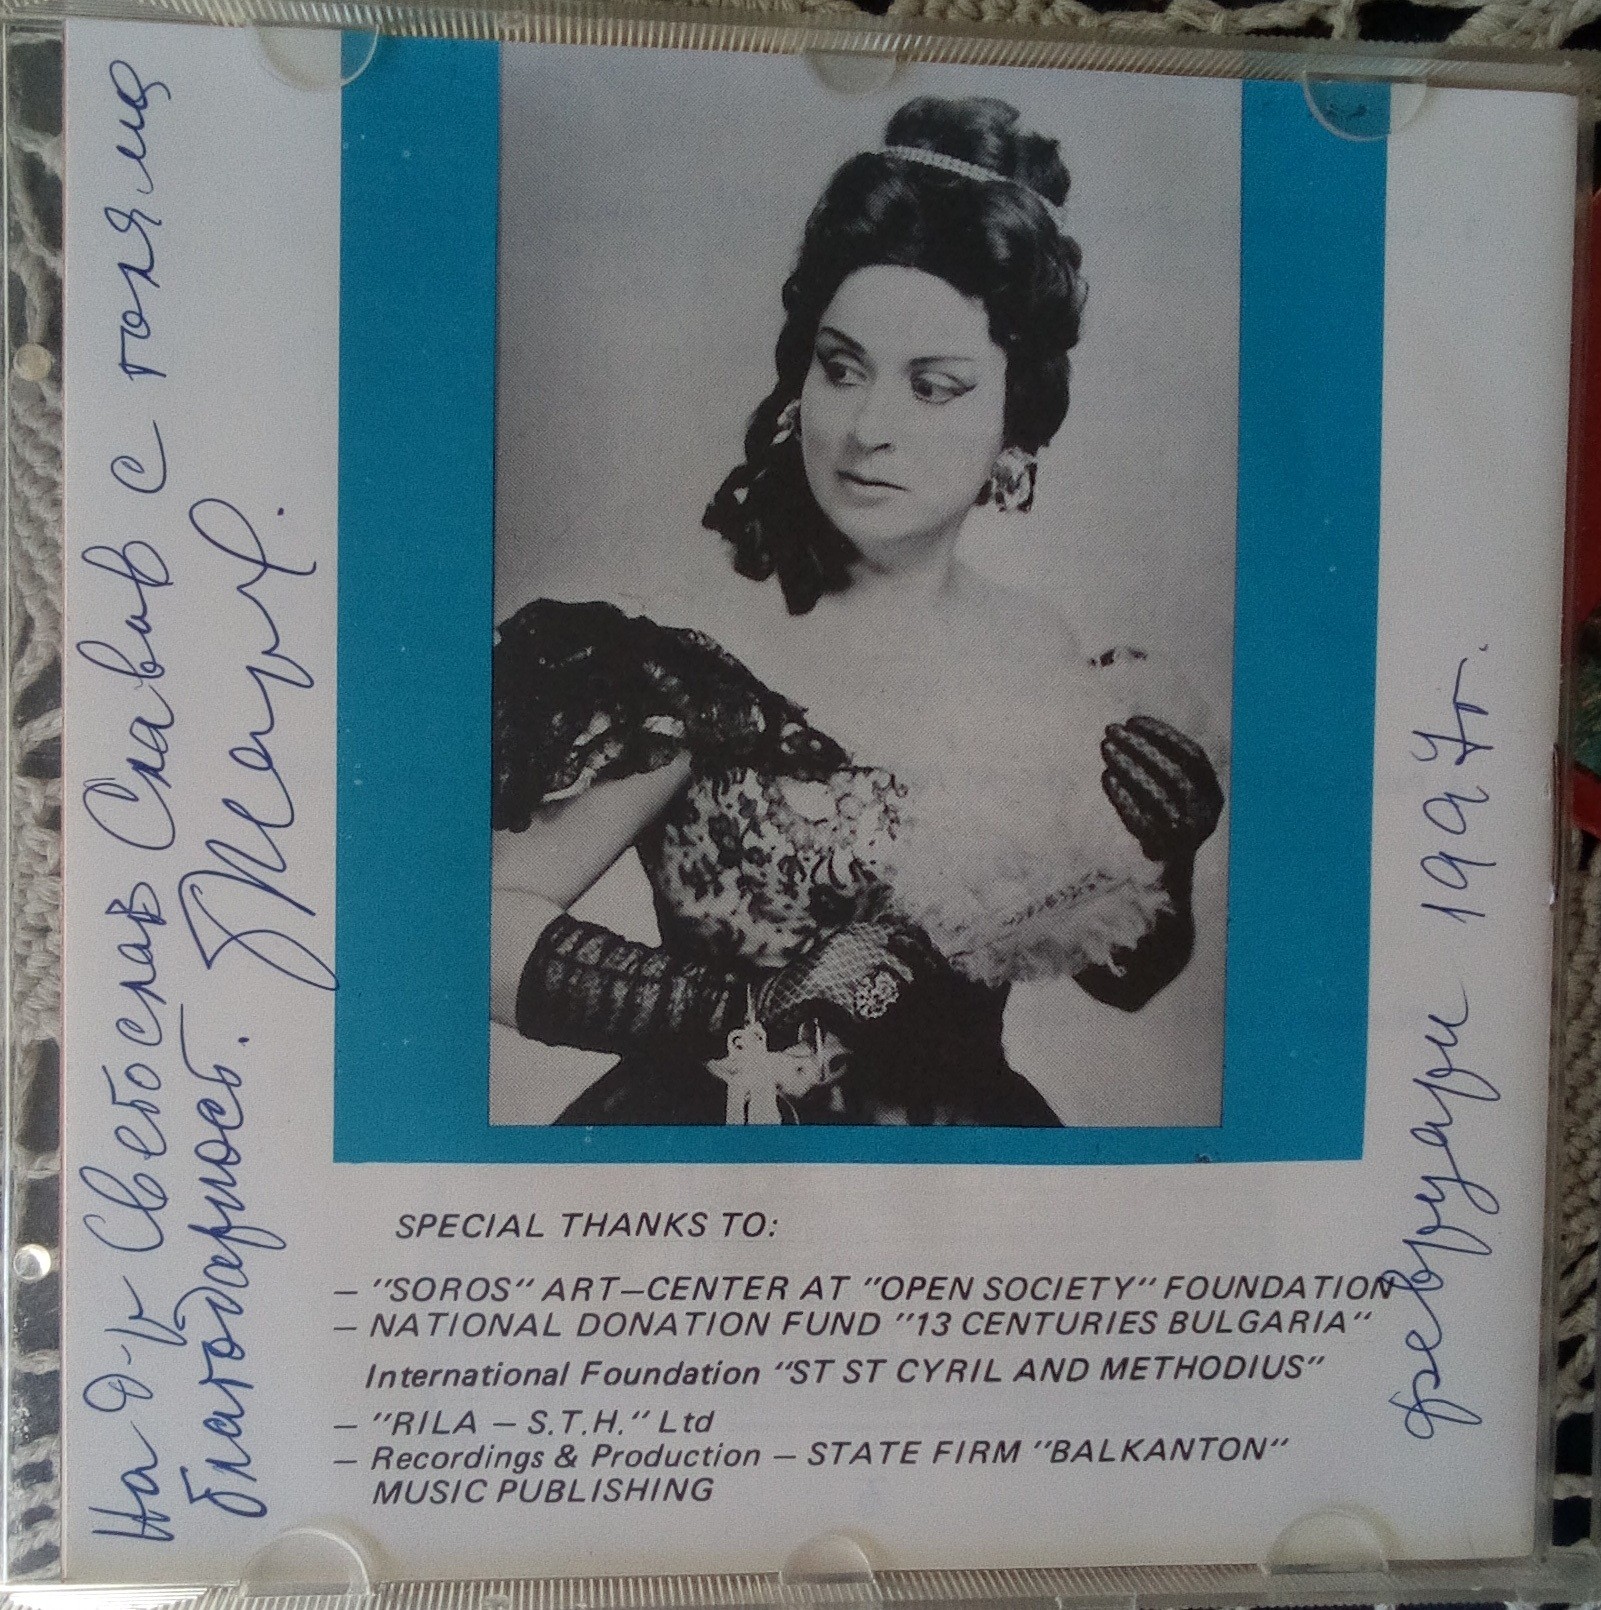 На д-р Светослав Славов с голяма
благодарност.
февруари 1997г.
SPECIAL THANKS TO:
— "SOROS" ART—CENTER AT "OPEN SOCIETY" FOUNDATION
— NATIONAL DONATION FUND "13 CENTURIES BULGARIA"
International Foundation "ST ST CYRIL AND METHODIUS"
— "RILA — S.T.H." Ltd
— Recordings & Production — STATE FIRM "BALKANTON"
MUSIC PUBLISHING